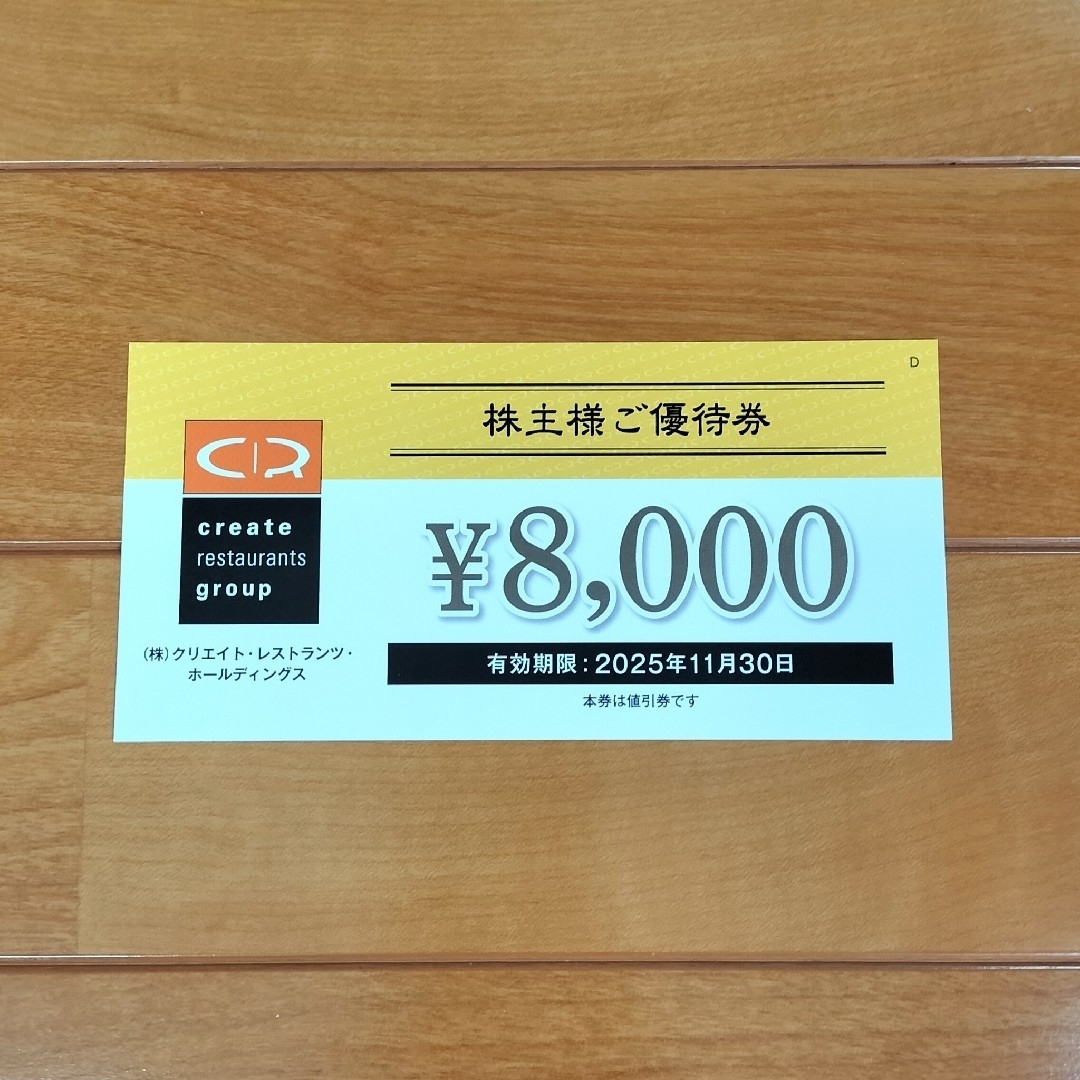 D
株主様ご優待券
CR
create
restaurants
group
¥8,000
(株)クリエイト・レストランツ・
ホールディングス
有効期限:2025年11月30日
本券は値引券です